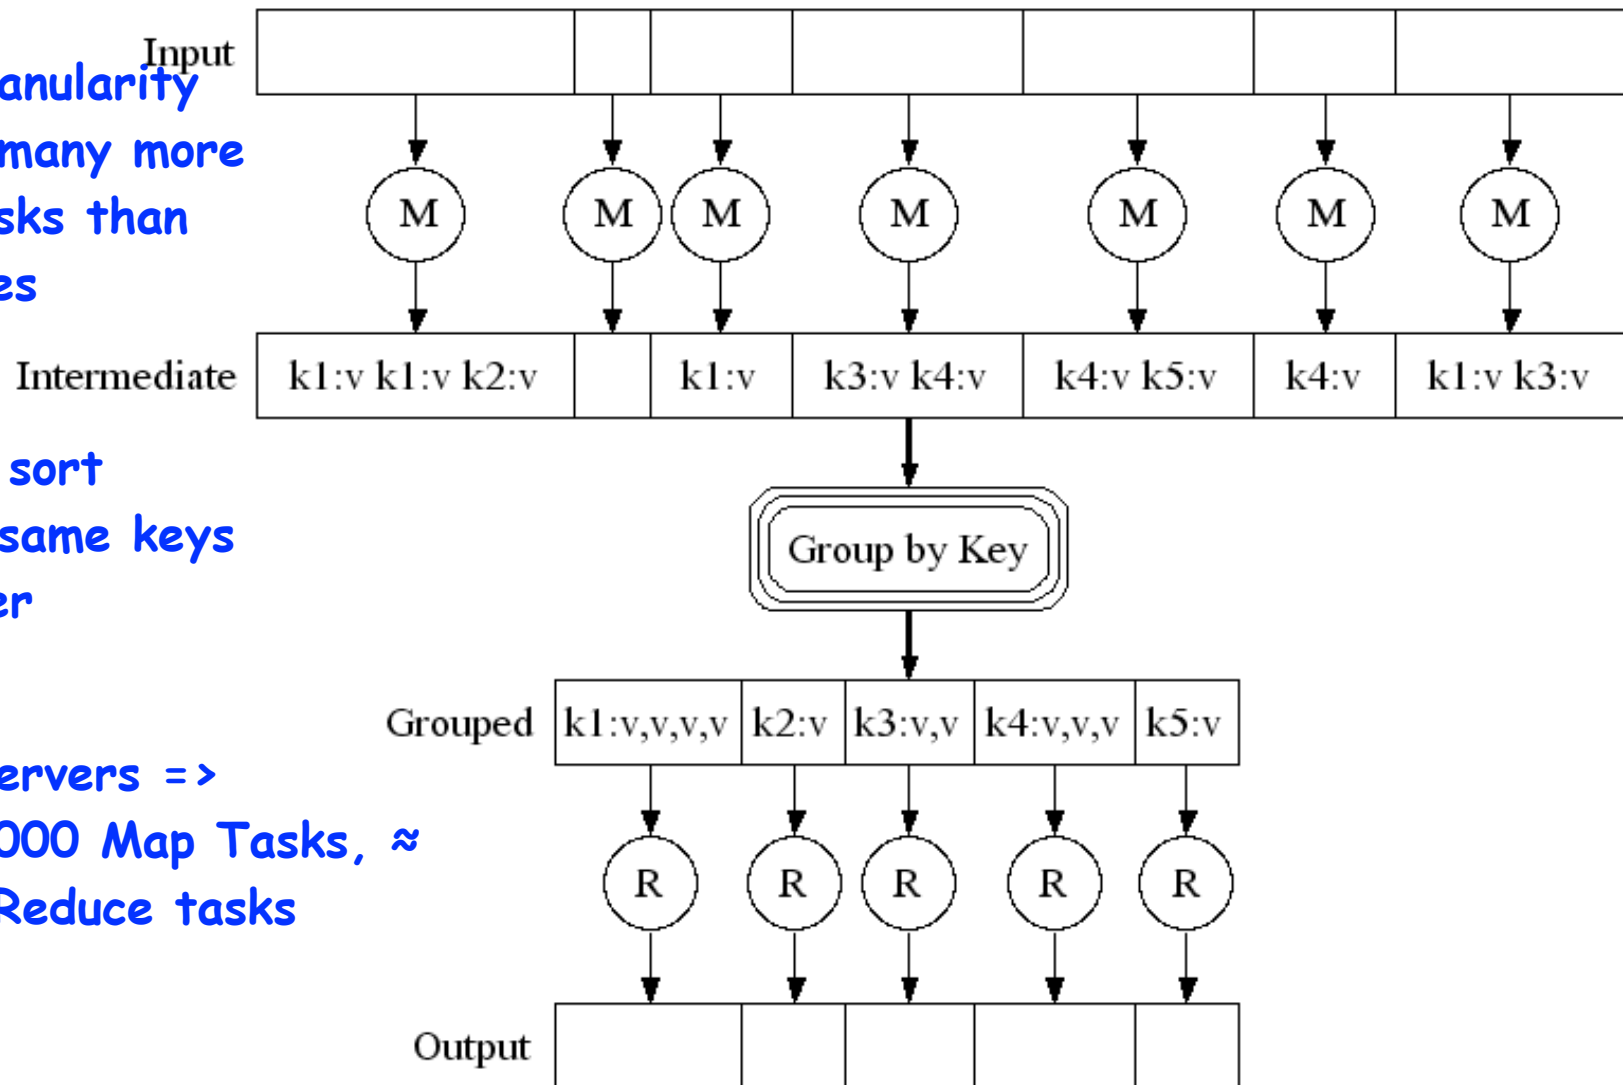 Input
anularity
many more
sks than
es
M M M M M M M
Intermediate k1:v k1:v k2:v k1:v k3:v k4:v k4:v k5:v k4:v k1:v k3:v
sort
same keys
er
Group by Key
Grouped k1:v,v,v,v k2:v k3:v,v k4:v,v,v k5:v
ervers =>
000 Map Tasks, ≈
Reduce tasks
R R R R R
Output